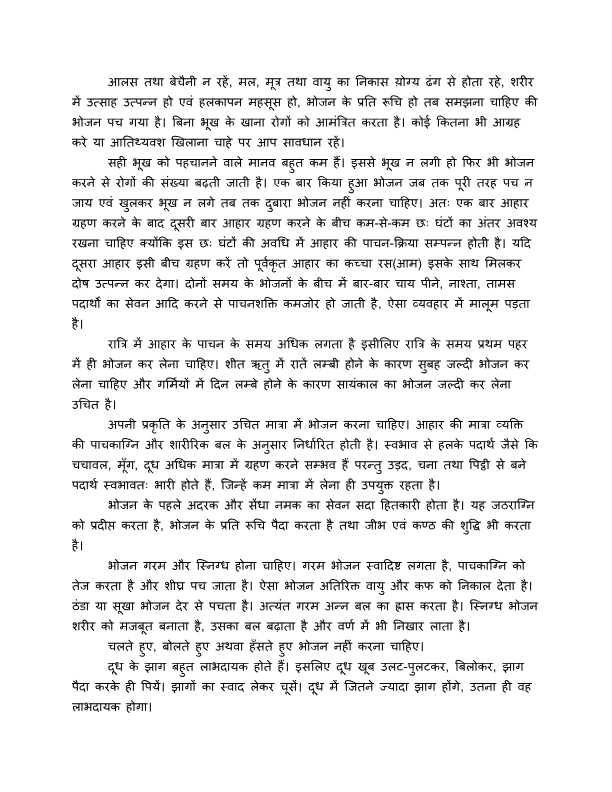 आलस तथा बेचैनी न रहें, मल, मूत्र तथा वायु का निकास य़ोग्य ढंग से होता रहे, शरीर
में उत्साह उत्पन्न हो एवं हलकापन महसूस हो, भोजन के प्रति रूचि हो तब समझना चाहिए की
भोजन पच गया है। बिना भूख के खाना रोगों को आमंत्रित करता है। कोई कितना भी आग्रह
करे या आतिथ्यवश खिलाना चाहे पर आप सावधान रहें।
सही भूख को पहचानने वाले मानव बहुत कम हैं। इससे भूख न लगी हो फिर भी भोजन
करने से रोगों की संख्या बढ़ती जाती है। एक बार किया हुआ भोजन जब तक पूरी तरह पच न
जाय एवं खुलकर भूख न लगे तब तक दुबारा भोजन नहीं करना चाहिए। अतः एक बार आहार
ग्रहण करने के बाद दूसरी बार आहार ग्रहण करने के बीच कम-से-कम छः घंटों का अंतर अवश्य
रखना चाहिए क्योंकि इस छः घंटों की अवधि में आहार की पाचन-क्रिया सम्पन्न होती है। यदि
दूसरा आहार इसी बीच ग्रहण करें तो पूर्वकृत आहार का कच्चा रस(आम) इसके साथ मिलकर
दोष उत्पन्न कर देगा। दोनों समय के भोजनों के बीच में बार-बार चाय पीने, नाश्ता, तामस
पदार्थों का सेवन आदि करने से पाचनशक्ति कमजोर हो जाती है, ऐसा व्यवहार में मालूम पड़ता
है।
रात्रि में आहार के पाचन के समय अधिक लगता है इसीलिए रात्रि के समय प्रथम पहर
में ही भोजन कर लेना चाहिए। शीत ऋतु में रातें लम्बी होने के कारण सुबह जल्दी भोजन कर
लेना चाहिए और गर्मियों में दिन लम्बे होने के कारण सायंकाल का भोजन जल्दी कर लेना
उचित है।
अपनी प्रकृति के अनुसार उचित मात्रा में भोजन करना चाहिए। आहार की मात्रा व्यक्ति
की पाचकाग्नि और शारीरिक बल के अनुसार निर्धारित होती है। स्वभाव से हलके पदार्थ जैसे कि
चचावल, मूँग, दूध अधिक मात्रा में ग्रहण करने सम्भव हैं परन्तु उड़द, चना तथा पिट्ठी से बने
पदार्थ स्वभावतः भारी होते हैं, जिन्हें कम मात्रा में लेना ही उपयुक्त रहता है।
भोजन के पहले अदरक और सेंधा नमक का सेवन सदा हितकारी होता है। यह जठराग्नि
को प्रदीप्त करता है, भोजन के प्रति रूचि पैदा करता है तथा जीभ एवं कण्ठ की शुद्धि भी करता
है।
भोजन गरम और स्निग्ध होना चाहिए। गरम भोजन स्वादिष्ट लगता है, पाचकाग्नि को
तेज करता है और शीघ्र पच जाता है। ऐसा भोजन अतिरिक्त वायु और कफ को निकाल देता है।
ठंडा या सूखा भोजन देर से पचता है। अत्यंत गरम अन्न बल का ह्रास करता है। स्निग्ध भोजन
शरीर को मजबूत बनाता है, उसका बल बढ़ाता है और वर्ण में भी निखार लाता है।
चलते हुए, बोलते हुए अथवा हँसते हुए भोजन नहीं करना चाहिए।
दूध के झाग बहुत लाभदायक होते हैं। इसलिए दूध खूब उलट-पुलटकर, बिलोकर, झाग
पैदा करके ही पियें। झागों का स्वाद लेकर चूसें। दूध में जितने ज्यादा झाग होंगे, उतना ही वह
लाभदायक होगा।